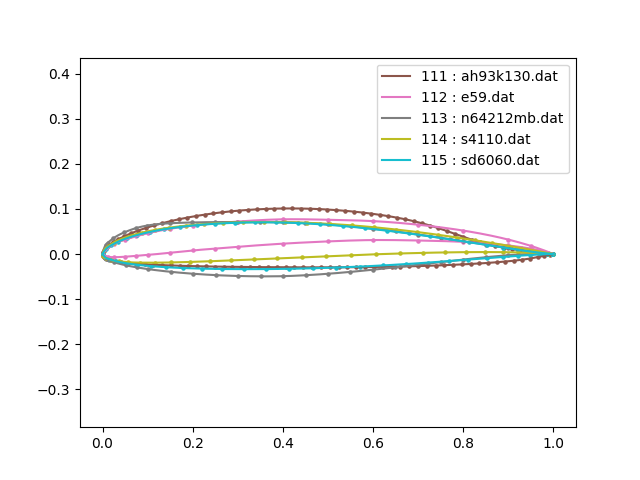 111 : ah93k130.dat
112 : e59.dat
113 : n64212mb.dat
114 : s4110.dat
115 : sd6060.dat
0.4
0.3
0.2
0.1
0.0
−0.1
−0.2
−0.3
0.0 0.2 0.4 0.6 0.8 1.0